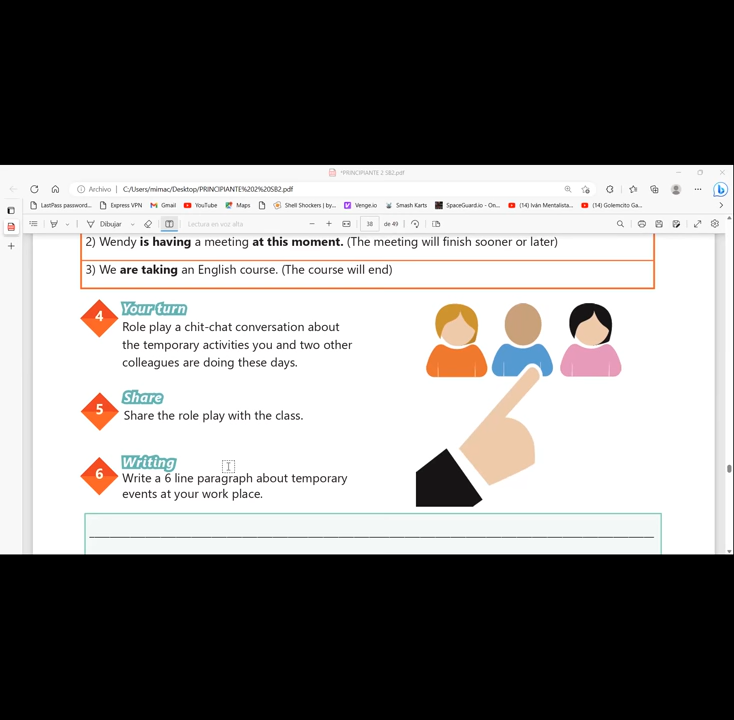 *PRINCIPIANTE 2 SB2.pdf
Archivo C:/Users/mimac/Desktop/PRINCIPIANTE%202%20SB2.pdf
LastPass password... Express VPN Gmail YouTube Maps Shell Shockers | by... Venge.io Smash Karts SpaceGuard.io - On... (14) Iván Mentalista... (14) Golemcito Ga...
Dibujar Lectura en voz alta 38 de 49
2) Wendy is having a meeting at this moment. (The meeting will finish sooner or later)
3) We are taking an English course. (The course will end)
4 Your turn
Role play a chit-chat conversation about
the temporary activities you and two other
colleagues are doing these days.
5 Share
Share the role play with the class.
6 Writing
Write a 6 line paragraph about temporary
events at your work place.